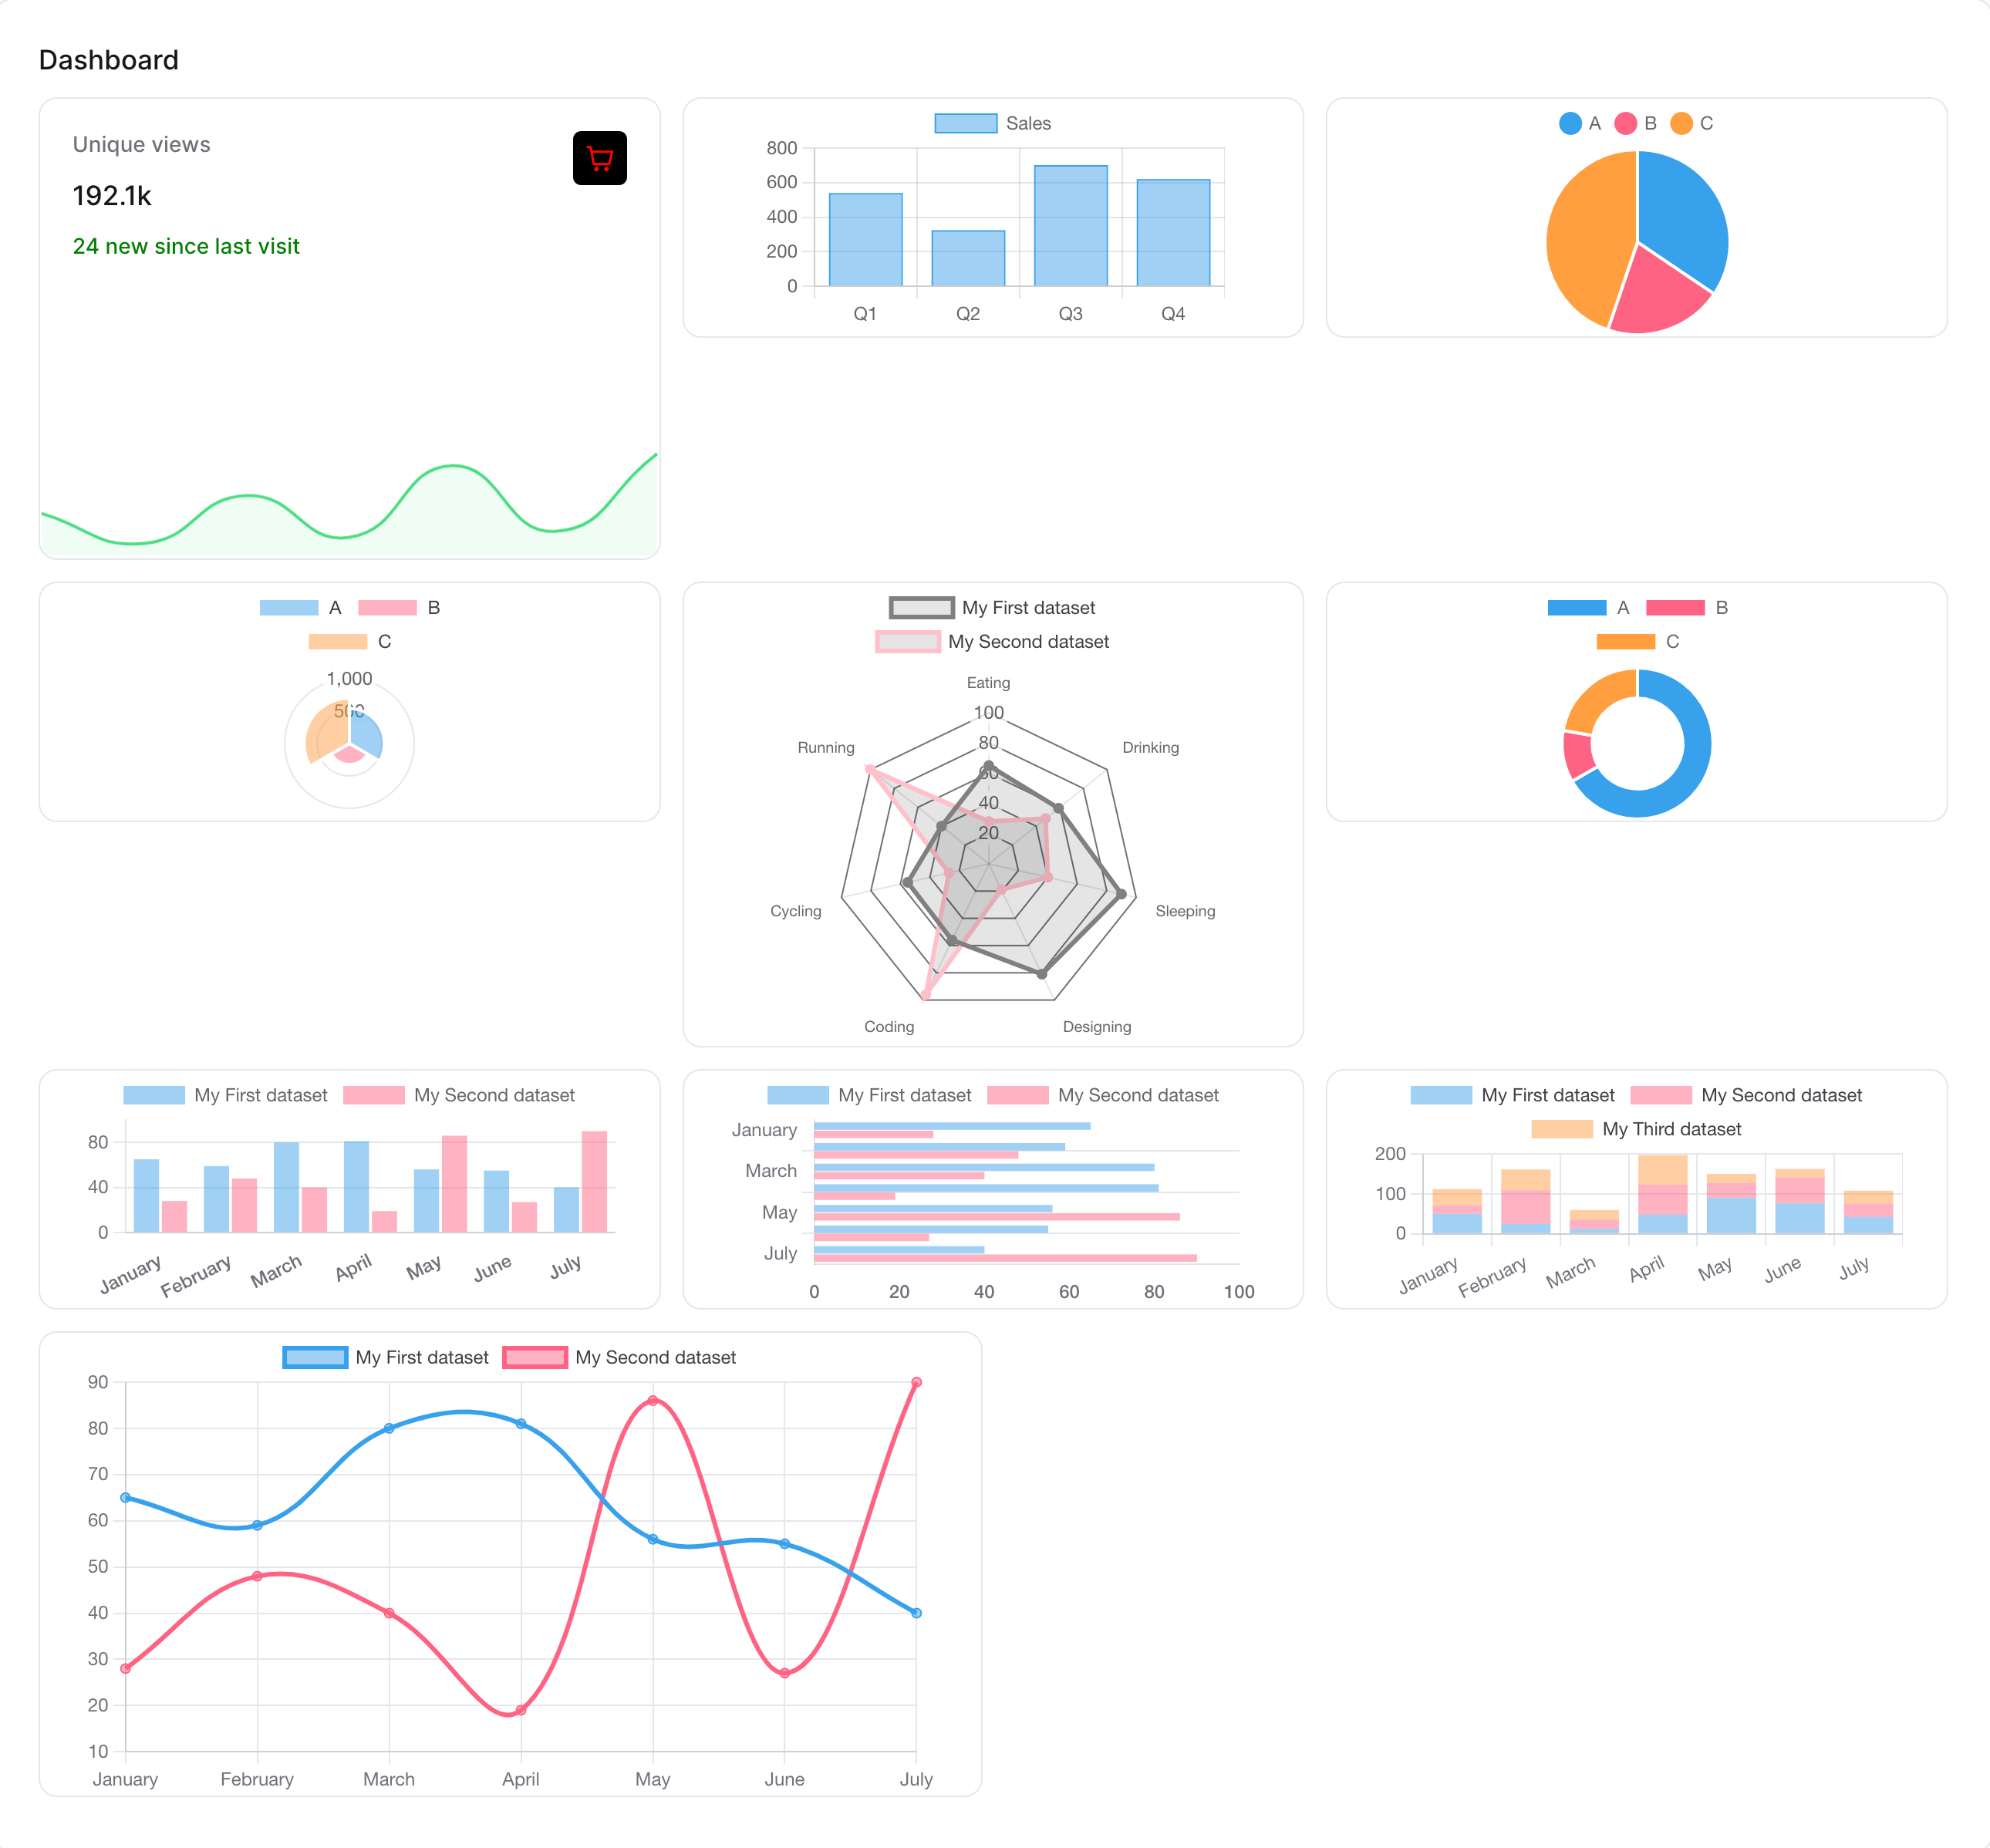 Dashboard
Unique views
192.1k
24 new since last visit
Sales
800
600
400
200
0
Q1 Q2 Q3 Q4
A B C
A B
C
1,000
500
My First dataset
My Second dataset
Eating
100
80
60
40
20
Running
Drinking
Cycling
Sleeping
Coding
Designing
A B
C
My First dataset My Second dataset
80
40
0
January February March April May June July
My First dataset My Second dataset
January
March
May
July
0 20 40 60 80 100
My First dataset My Second dataset
My Third dataset
200
100
0
January February March April May June July
My First dataset My Second dataset
90
80
70
60
50
40
30
20
10
January February March April May June July